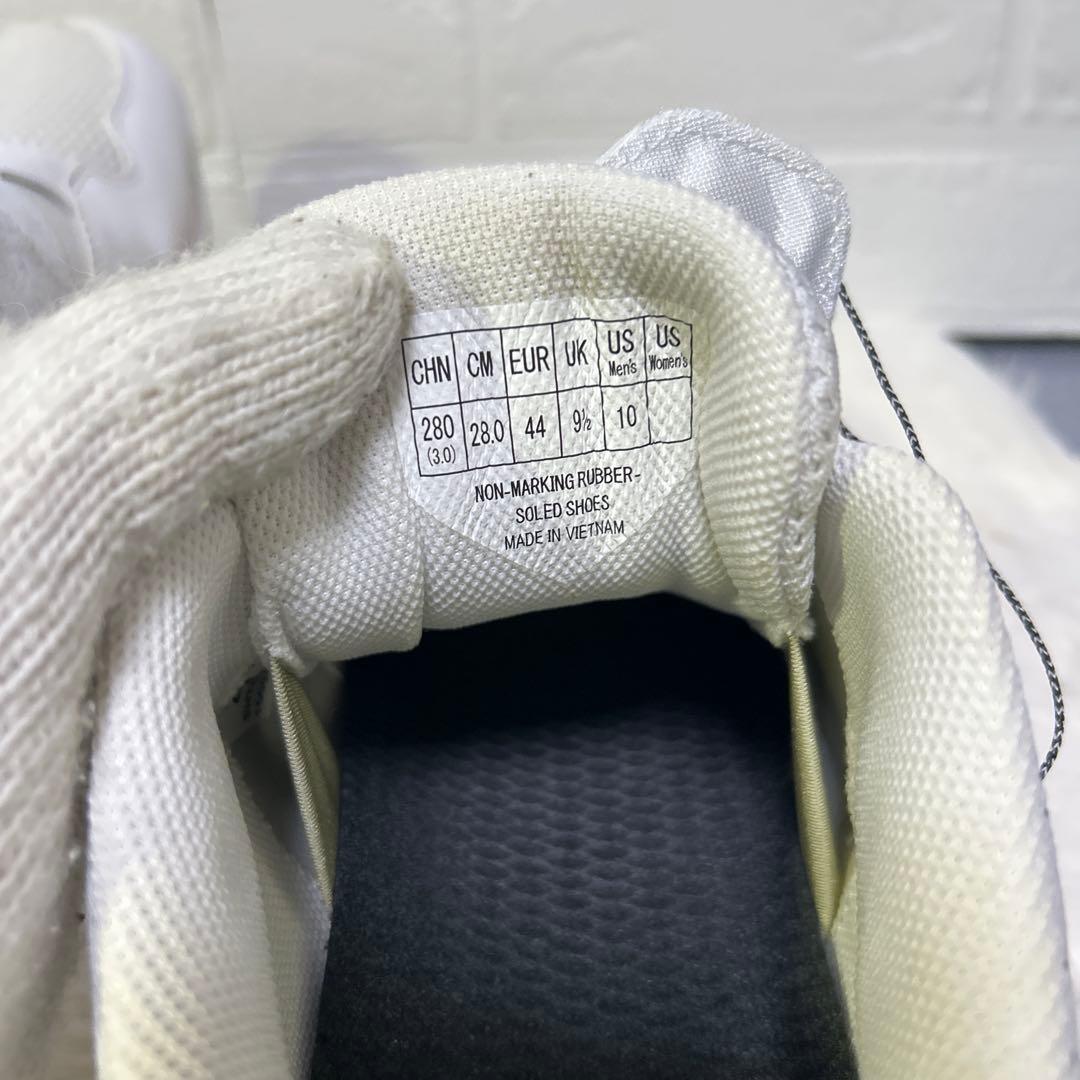 CHN CM EUR UK US Men's US Women's
280 (3.0) 28.0 44 9½ 10
NON-MARKING RUBBER-
SOLED SHOES
MADE IN VIETNAM